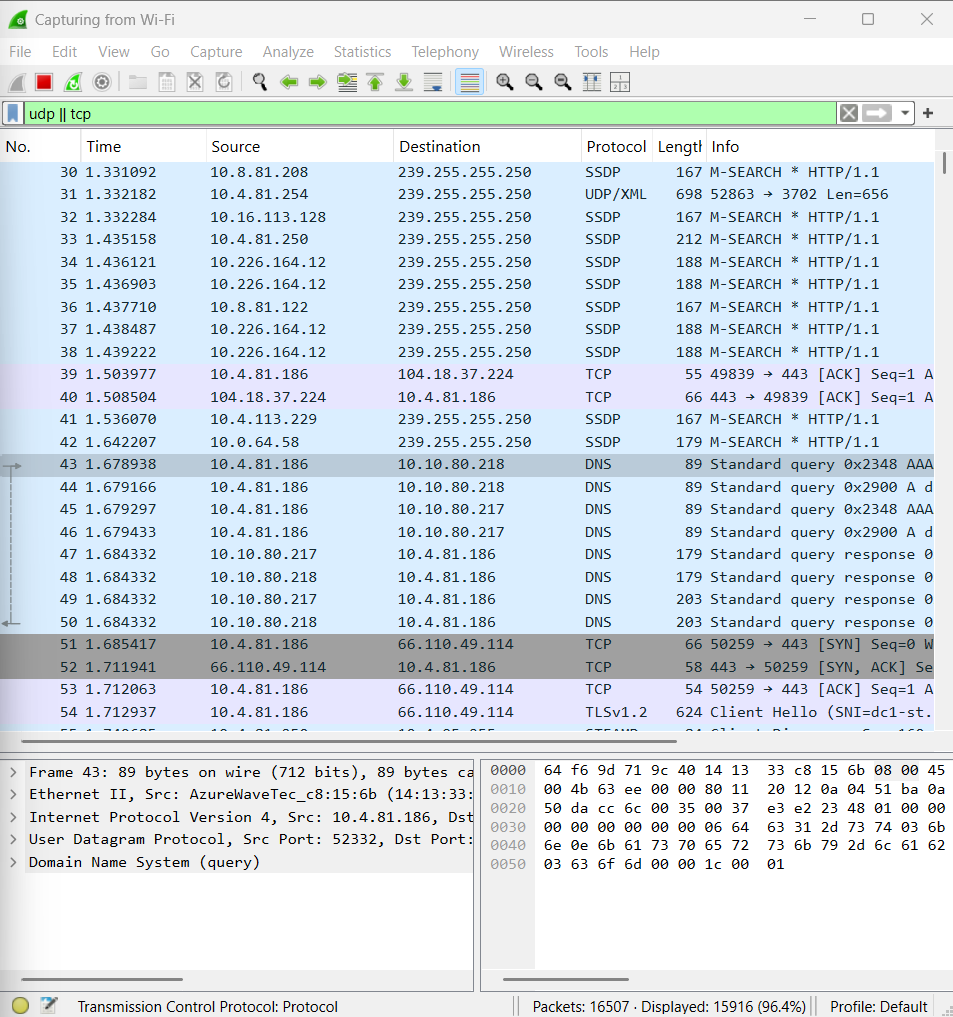 Capturing from Wi-Fi
File Edit View Go Capture Analyze Statistics Telephony Wireless Tools Help
udp || tcp
No. Time Source Destination Protocol Length Info
30 1.331092 10.8.81.208 239.255.255.250 SSDP 167 M-SEARCH * HTTP/1.1
31 1.332182 10.4.81.254 239.255.255.250 UDP/XML 698 52863 → 3702 Len=656
32 1.332284 10.16.113.128 239.255.255.250 SSDP 167 M-SEARCH * HTTP/1.1
33 1.435158 10.4.81.250 239.255.255.250 SSDP 212 M-SEARCH * HTTP/1.1
34 1.436121 10.226.164.12 239.255.255.250 SSDP 188 M-SEARCH * HTTP/1.1
35 1.436903 10.226.164.12 239.255.255.250 SSDP 188 M-SEARCH * HTTP/1.1
36 1.437710 10.8.81.122 239.255.255.250 SSDP 167 M-SEARCH * HTTP/1.1
37 1.438487 10.226.164.12 239.255.255.250 SSDP 188 M-SEARCH * HTTP/1.1
38 1.439222 10.226.164.12 239.255.255.250 SSDP 188 M-SEARCH * HTTP/1.1
39 1.503977 10.4.81.186 104.18.37.224 TCP 55 49839 → 443 [ACK] Seq=1 A
40 1.508504 104.18.37.224 10.4.81.186 TCP 66 443 → 49839 [ACK] Seq=1 A
41 1.536070 10.4.113.229 239.255.255.250 SSDP 167 M-SEARCH * HTTP/1.1
42 1.642207 10.0.64.58 239.255.255.250 SSDP 179 M-SEARCH * HTTP/1.1
43 1.678938 10.4.81.186 10.10.80.218 DNS 89 Standard query 0x2348 AAA
44 1.679166 10.4.81.186 10.10.80.218 DNS 89 Standard query 0x2900 A d
45 1.679297 10.4.81.186 10.10.80.217 DNS 89 Standard query 0x2348 AAA
46 1.679433 10.4.81.186 10.10.80.217 DNS 89 Standard query 0x2900 A d
47 1.684332 10.10.80.217 10.4.81.186 DNS 179 Standard query response 0
48 1.684332 10.10.80.218 10.4.81.186 DNS 179 Standard query response 0
49 1.684332 10.10.80.217 10.4.81.186 DNS 203 Standard query response 0
50 1.684332 10.10.80.218 10.4.81.186 DNS 203 Standard query response 0
51 1.685417 10.4.81.186 66.110.49.114 TCP 66 50259 → 443 [SYN] Seq=0 W
52 1.711941 66.110.49.114 10.4.81.186 TCP 58 443 → 50259 [SYN, ACK] Se
53 1.712063 10.4.81.186 66.110.49.114 TCP 54 50259 → 443 [ACK] Seq=1 A
54 1.712937 10.4.81.186 66.110.49.114 TLSv1.2 624 Client Hello (SNI=dc1-st.
Frame 43: 89 bytes on wire (712 bits), 89 bytes ca
Ethernet II, Src: AzureWaveTec_c8:15:6b (14:13:33:
Internet Protocol Version 4, Src: 10.4.81.186, Dst
User Datagram Protocol, Src Port: 52332, Dst Port:
Domain Name System (query)
0000 64 f6 9d 71 9c 40 14 13 33 c8 15 6b 08 00 45
0010 00 4b 63 ee 00 00 80 11 20 12 0a 04 51 ba 0a
0020 50 da cc 6c 00 35 00 37 e3 e2 23 48 01 00 00
0030 00 00 00 00 00 00 06 64 63 31 2d 73 74 03 6b
0040 6e 0e 6b 61 73 70 65 72 73 6b 79 2d 6c 61 62
0050 03 63 6f 6d 00 00 1c 00 01
Transmission Control Protocol: Protocol
Packets: 16507 · Displayed: 15916 (96.4%)
Profile: Default